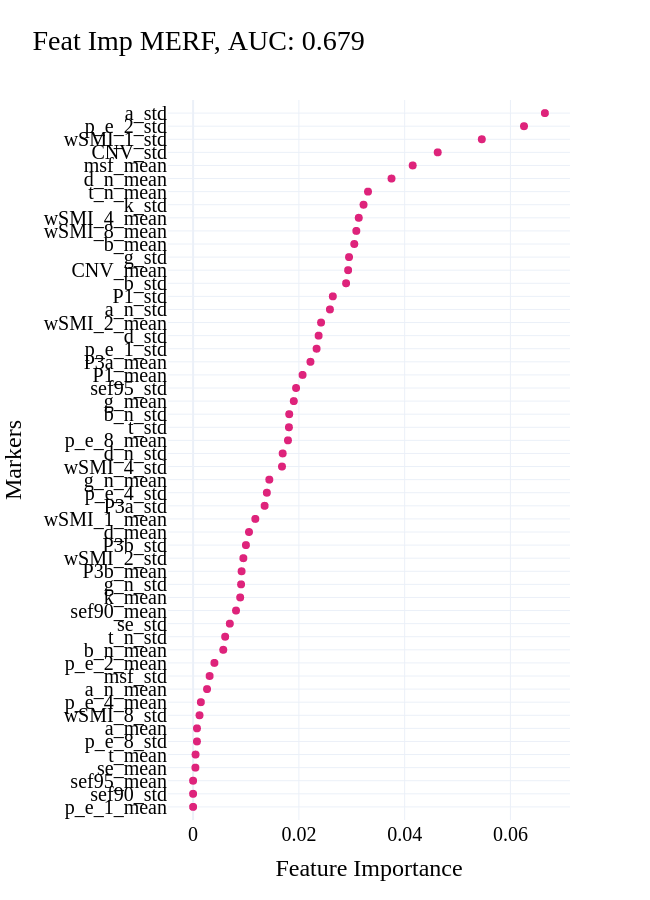 Feat Imp MERF, AUC: 0.679
a_std
p_e_2_std
wSMI_1_std
CNV_std
msf_mean
d_n_mean
t_n_mean
k_std
wSMI_4_mean
wSMI_8_mean
b_mean
g_std
CNV_mean
b_std
P1_std
a_n_std
wSMI_2_mean
d_std
p_e_1_std
P3a_mean
P1_mean
sef95_std
g_mean
b_n_std
t_std
p_e_8_mean
d_n_std
wSMI_4_std
g_n_mean
p_e_4_std
P3a_std
wSMI_1_mean
d_mean
P3b_std
wSMI_2_std
P3b_mean
g_n_std
k_mean
sef90_mean
se_std
t_n_std
b_n_mean
p_e_2_mean
msf_std
a_n_mean
p_e_4_mean
wSMI_8_std
a_mean
p_e_8_std
t_mean
se_mean
sef95_mean
sef90_std
p_e_1_mean
Markers
0 0.02 0.04 0.06
Feature Importance